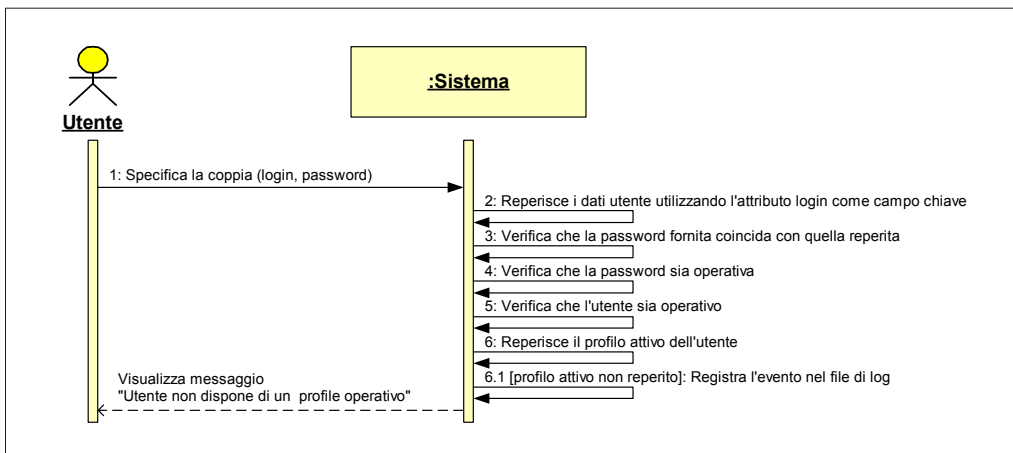 :Sistema
Utente
1: Specifica la coppia (login, password)
2: Reperisce i dati utente utilizzando l'attributo login come campo chiave
3: Verifica che la password fornita coincida con quella reperita
4: Verifica che la password sia operativa
5: Verifica che l'utente sia operativo
6: Reperisce il profilo attivo dell'utente
6.1 [profilo attivo non reperito]: Registra l'evento nel file di log
Visualizza messaggio
"Utente non dispone di un profile operativo"